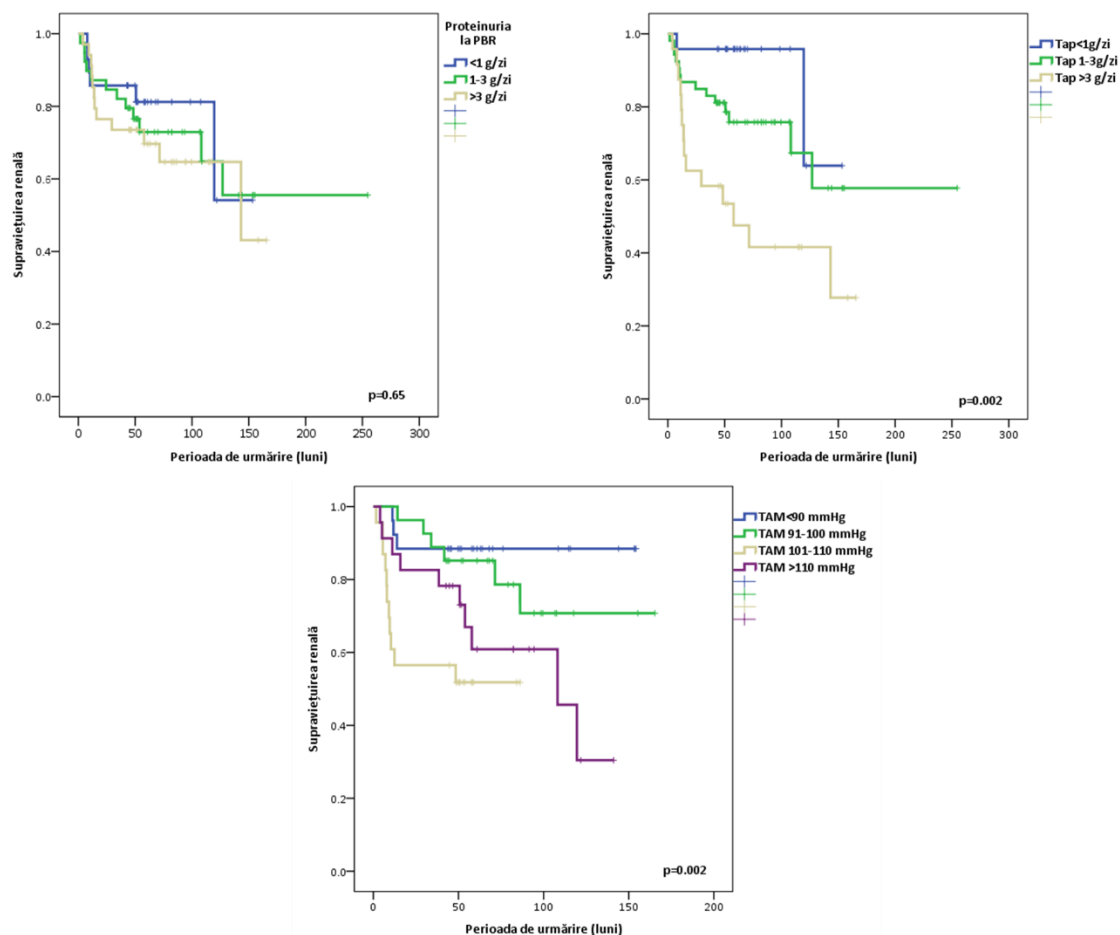 Proteinuria
la PBR
<1 g/zi
1-3 g/zi
>3 g/zi
1.0
0.8
0.6
0.4
0.2
0.0
Supraviețuirea renală
p=0.65
0 50 100 150 200 250 300
Perioada de urmărire (luni)
Tap<1g/zi
Tap 1-3g/zi
Tap >3 g/zi
1.0
0.8
0.6
0.4
0.2
0.0
Supraviețuirea renală
p=0.002
0 50 100 150 200 250 300
Perioada de urmărire (luni)
TAM<90 mmHg
TAM 91-100 mmHg
TAM 101-110 mmHg
TAM >110 mmHg
1.0
0.8
0.6
0.4
0.2
0.0
Supraviețuirea renală
p=0.002
0 50 100 150 200
Perioada de urmărire (luni)